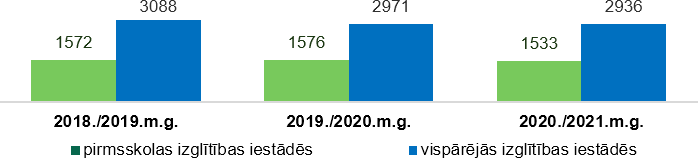 3088
2971
2936
1572
1576
1533
2018./2019.m.g.
2019./2020.m.g.
2020./2021.m.g.
pirmsskolas izglītības iestādēs
vispārējās izglītības iestādēs